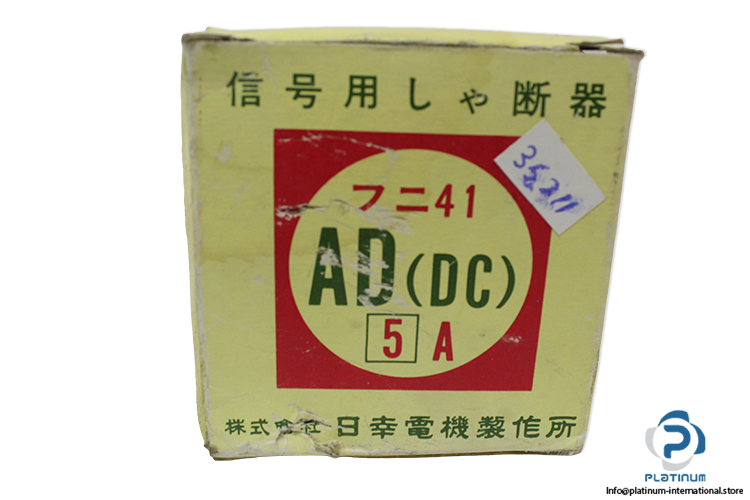 信号用しゃ断器
フニ41
AD(DC)
5 A
株式会社 日幸電機製作所
PLATINUM
Info@platinum-international.store